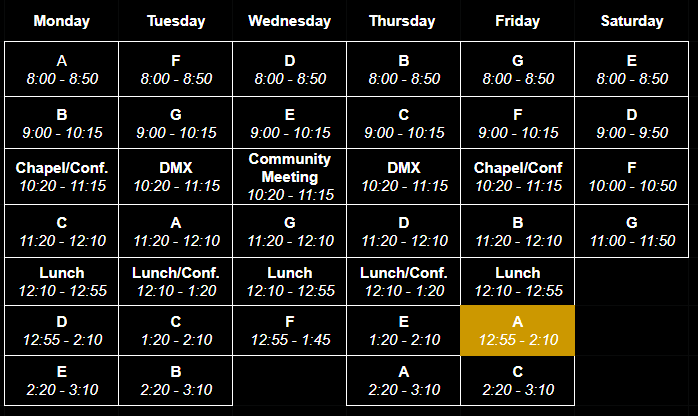 Monday Tuesday Wednesday Thursday Friday Saturday
A F D B G E
8:00 - 8:50 8:00 - 8:50 8:00 - 8:50 8:00 - 8:50 8:00 - 8:50 8:00 - 8:50
B G E C F D
9:00 - 10:15 9:00 - 10:15 9:00 - 10:15 9:00 - 10:15 9:00 - 10:15 9:00 - 9:50
Chapel/Conf. DMX Community Meeting DMX Chapel/Conf F
10:20 - 11:15 10:20 - 11:15 10:20 - 11:15 10:20 - 11:15 10:20 - 11:15 10:00 - 10:50
C A G D B G
11:20 - 12:10 11:20 - 12:10 11:20 - 12:10 11:20 - 12:10 11:20 - 12:10 11:00 - 11:50
Lunch Lunch/Conf. Lunch Lunch/Conf. Lunch
12:10 - 12:55 12:10 - 1:20 12:10 - 12:55 12:10 - 1:20 12:10 - 12:55
D C F E A
12:55 - 2:10 1:20 - 2:10 12:55 - 1:45 1:20 - 2:10 12:55 - 2:10
E B A C
2:20 - 3:10 2:20 - 3:10 2:20 - 3:10 2:20 - 3:10